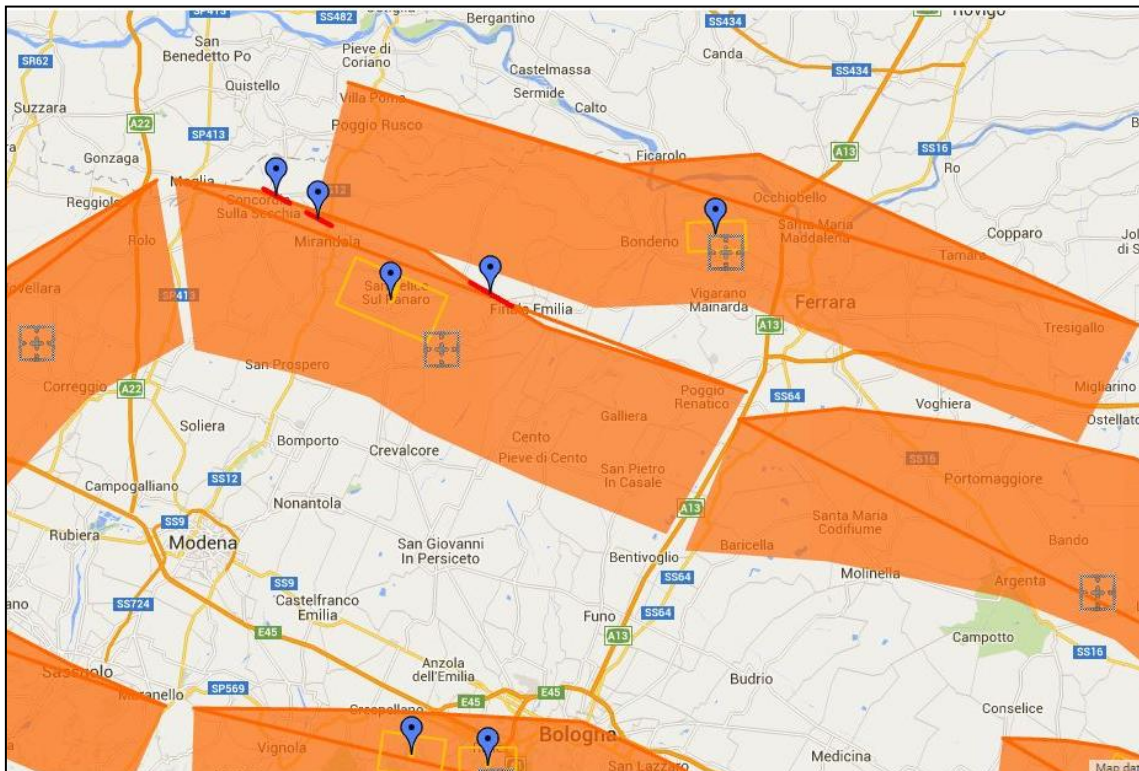 SP413
SS482
Bergantino
SS434
Rovigo
San
Benedetto Po
Pieve di
Coriano
Canda
SR62
Castelmassa
SS434
Quistello
Sermide
Suzzara
Villa Poma
Calto
A22
SP413
Poggio Rusco
A13
Gonzaga
Ficarolo
SS16
Ro
Moglia
Reggiolo
Concordia
Sulla Secchia
SS12
Occhiobello
Santa Maria
Maddalena
Copparo
Rolo
Mirandola
Bondeno
Tamara
SP413
San Felice
Sul Panaro
Finale Emilia
Vigarano
Mainarda
Ferrara
A13
Tresigallo
San Prospero
Correggio
A22
Poggio
Renatico
SS64
Migliarino
Voghiera
Ostellato
Soliera
Galliera
Bomporto
Crevalcore
Cento
Pieve di Cento
SS16
Portomaggiore
San Pietro
In Casale
SS12
Campogalliano
Nonantola
A13
Santa Maria
Codifiume
SS9
Rubiera
Modena
San Giovanni
In Persiceto
Bentivoglio
Baricella
Bando
SS9
SS64
Molinella
Argenta
SS724
Castelfranco
Emilia
Funo
SS64
E45
A13
Campotto
SS16
Sassuolo
Anzola
dell'Emilia
Budrio
Maranello
SP569
Crespellano
E45
E45
Conselice
Vignola
Bologna
Medicina
San Lazzaro
Map dat